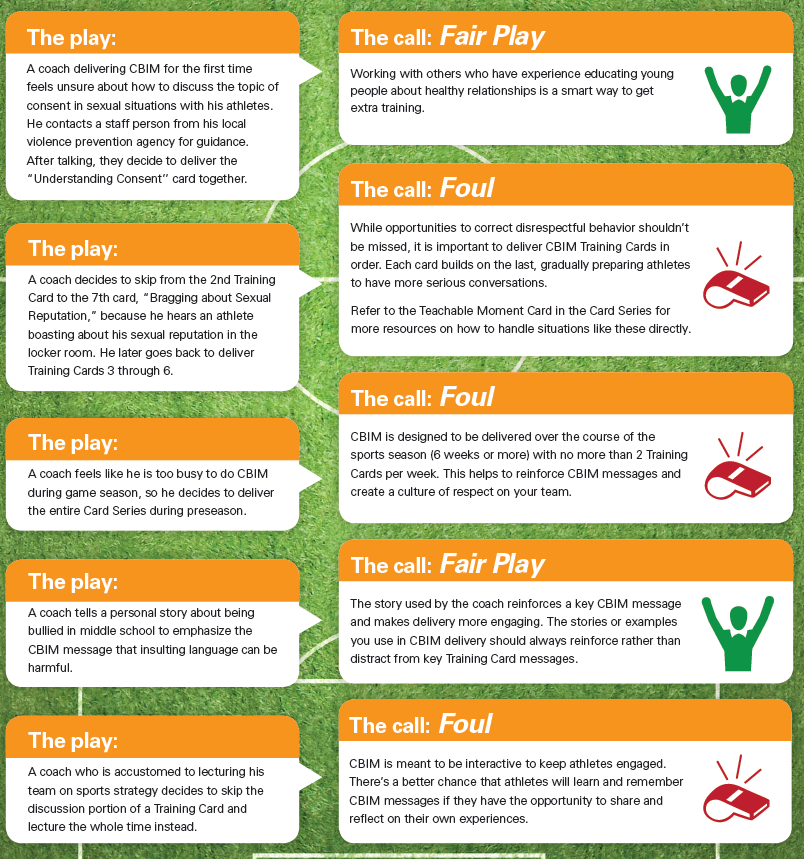 The play:
A coach delivering CBIM for the first time
feels unsure about how to discuss the topic of
consent in sexual situations with his athletes.
He contacts a staff person from his local
violence prevention agency for guidance.
After talking, they decide to deliver the
“Understanding Consent’’ card together.
The call: Fair Play
Working with others who have experience educating young
people about healthy relationships is a smart way to get
extra training.
The play:
A coach decides to skip from the 2nd Training
Card to the 7th card, “Bragging about Sexual
Reputation,” because he hears an athlete
boasting about his sexual reputation in the
locker room. He later goes back to deliver
Training Cards 3 through 6.
The call: Foul
While opportunities to correct disrespectful behavior shouldn’t
be missed, it is important to deliver CBIM Training Cards in
order. Each card builds on the last, gradually preparing athletes
to have more serious conversations.
Refer to the Teachable Moment Card in the Card Series for
more resources on how to handle situations like these directly.
The play:
A coach feels like he is too busy to do CBIM
during game season, so he decides to deliver
the entire Card Series during preseason.
The call: Foul
CBIM is designed to be delivered over the course of the
sports season (6 weeks or more) with no more than 2 Training
Cards per week. This helps to reinforce CBIM messages and
create a culture of respect on your team.
The play:
A coach tells a personal story about being
bullied in middle school to emphasize the
CBIM message that insulting language can be
harmful.
The call: Fair Play
The story used by the coach reinforces a key CBIM message
and makes delivery more engaging. The stories or examples
you use in CBIM delivery should always reinforce rather than
distract from key Training Card messages.
The play:
A coach who is accustomed to lecturing his
team on sports strategy decides to skip the
discussion portion of a Training Card and
lecture the whole time instead.
The call: Foul
CBIM is meant to be interactive to keep athletes engaged.
There’s a better chance that athletes will learn and remember
CBIM messages if they have the opportunity to share and
reflect on their own experiences.